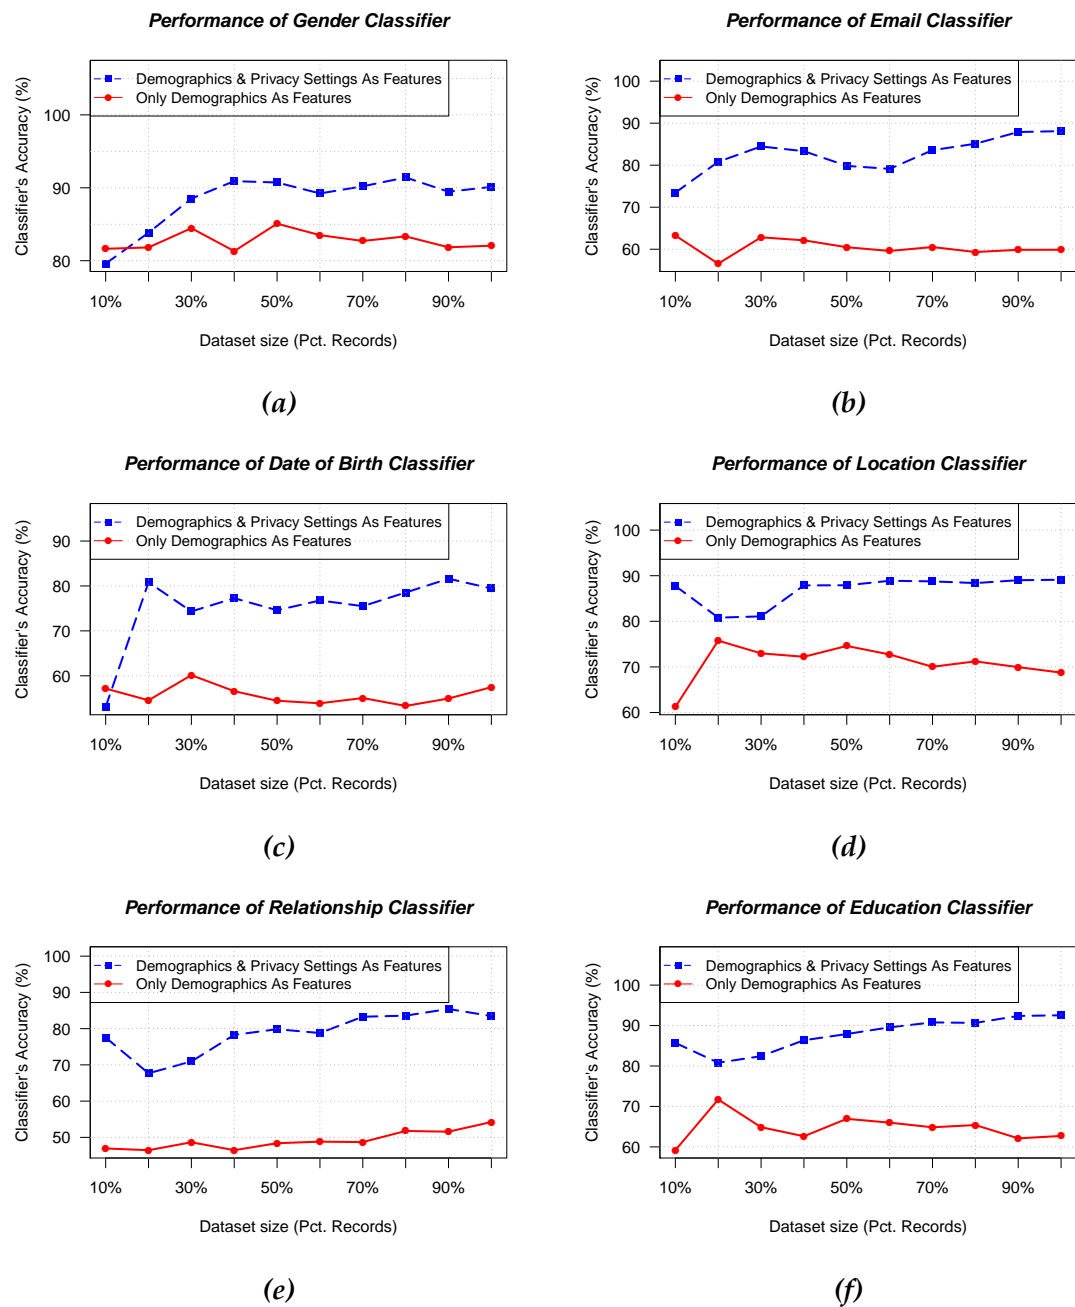 Performance of Gender Classifier
Classifier's Accuracy (%)
Demographics & Privacy Settings As Features
Only Demographics As Features
100
90
80
10% 30% 50% 70% 90%
Dataset size (Pct. Records)
(a)
Performance of Email Classifier
Classifier's Accuracy (%)
Demographics & Privacy Settings As Features
Only Demographics As Features
100
90
80
70
60
10% 30% 50% 70% 90%
Dataset size (Pct. Records)
(b)
Performance of Date of Birth Classifier
Classifier's Accuracy (%)
Demographics & Privacy Settings As Features
Only Demographics As Features
90
80
70
60
10% 30% 50% 70% 90%
Dataset size (Pct. Records)
(c)
Performance of Location Classifier
Classifier's Accuracy (%)
Demographics & Privacy Settings As Features
Only Demographics As Features
100
90
80
70
60
10% 30% 50% 70% 90%
Dataset size (Pct. Records)
(d)
Performance of Relationship Classifier
Classifier's Accuracy (%)
Demographics & Privacy Settings As Features
Only Demographics As Features
100
90
80
70
60
50
10% 30% 50% 70% 90%
Dataset size (Pct. Records)
(e)
Performance of Education Classifier
Classifier's Accuracy (%)
Demographics & Privacy Settings As Features
Only Demographics As Features
100
90
80
70
60
10% 30% 50% 70% 90%
Dataset size (Pct. Records)
(f)